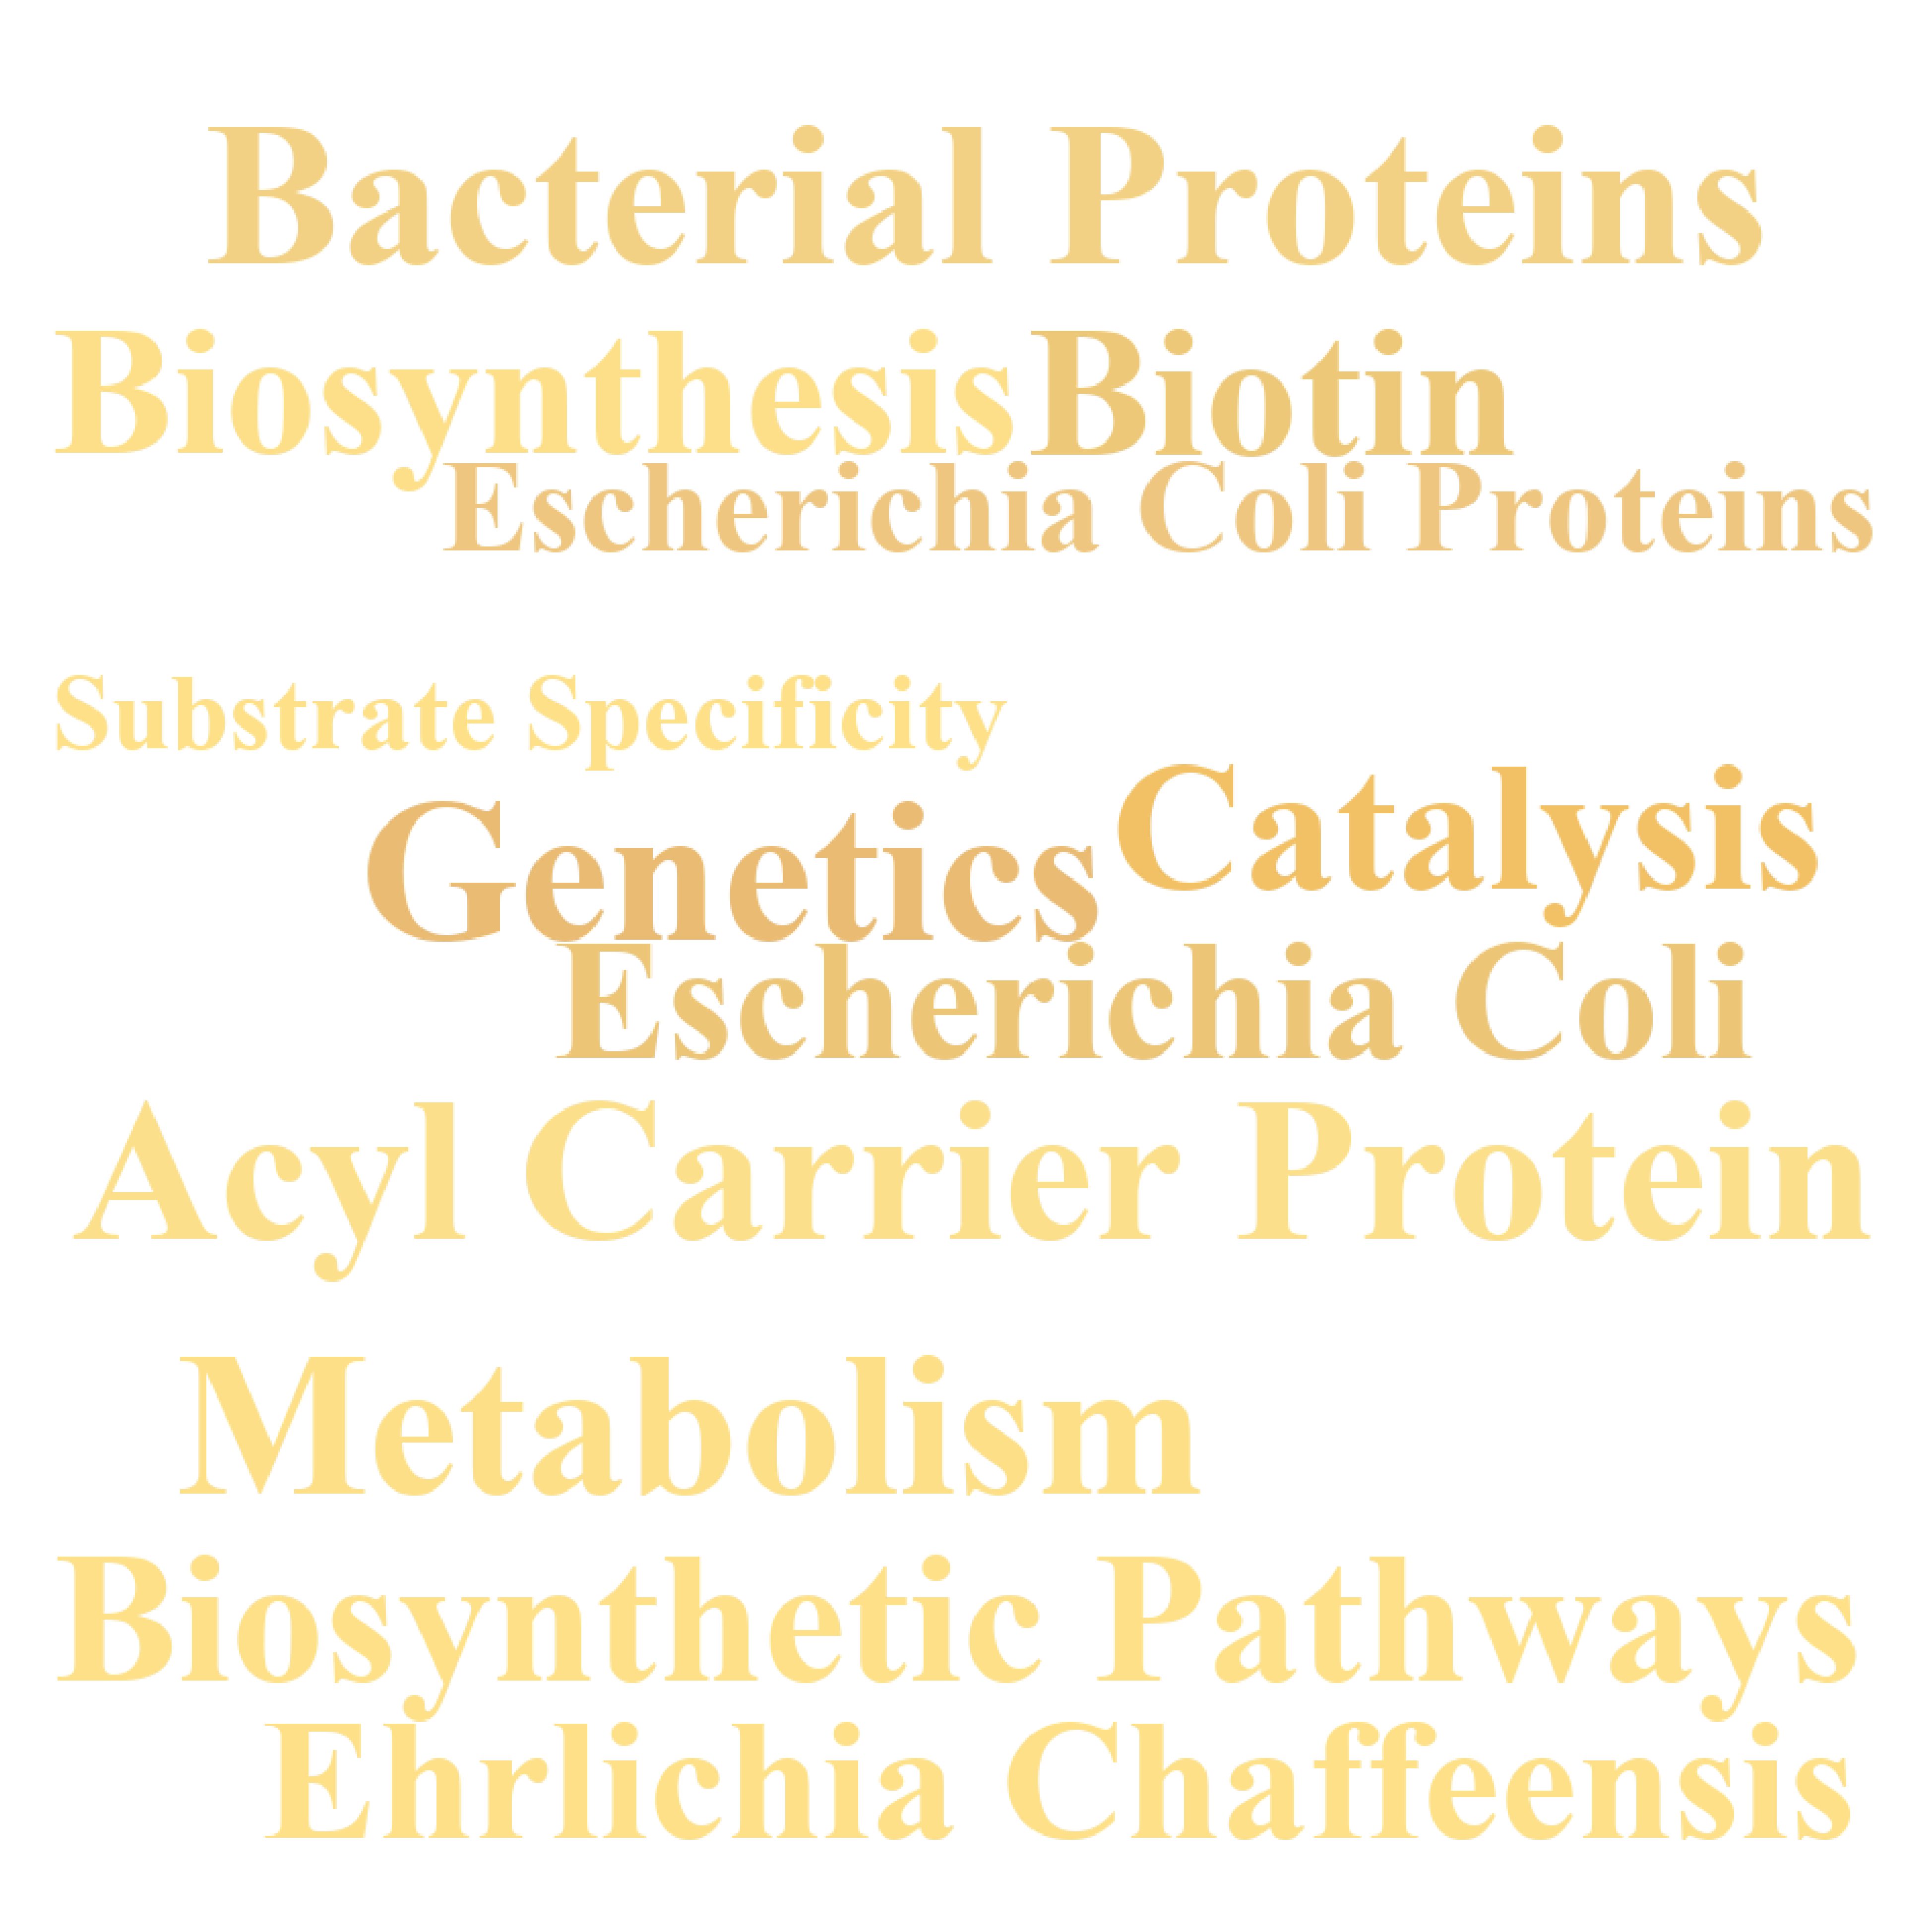 Bacterial Proteins
Biosynthesis Biotin
Escherichia Coli Proteins
Substrate Specificity
Catalysis
Genetics
Escherichia Coli
Acyl Carrier Protein
Metabolism
Biosynthetic Pathways
Ehrlichia Chaffeensis